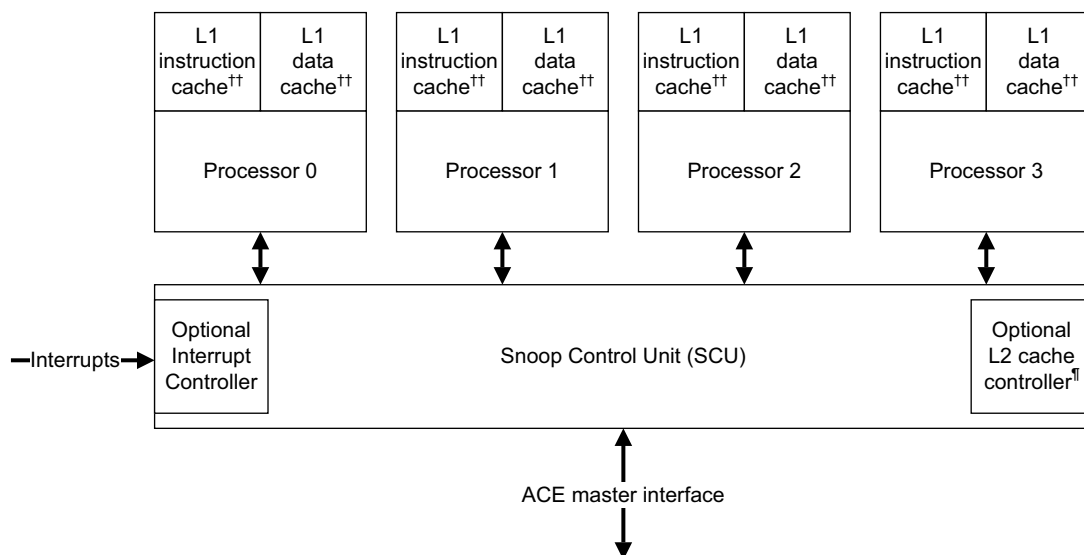 L1
instruction
cache††
L1
data
cache††
L1
instruction
cache††
L1
data
cache††
L1
instruction
cache††
L1
data
cache††
L1
instruction
cache††
L1
data
cache††
Processor 0
Processor 1
Processor 2
Processor 3
Interrupts
Optional
Interrupt
Controller
Snoop Control Unit (SCU)
Optional
L2 cache
controller¶
ACE master interface